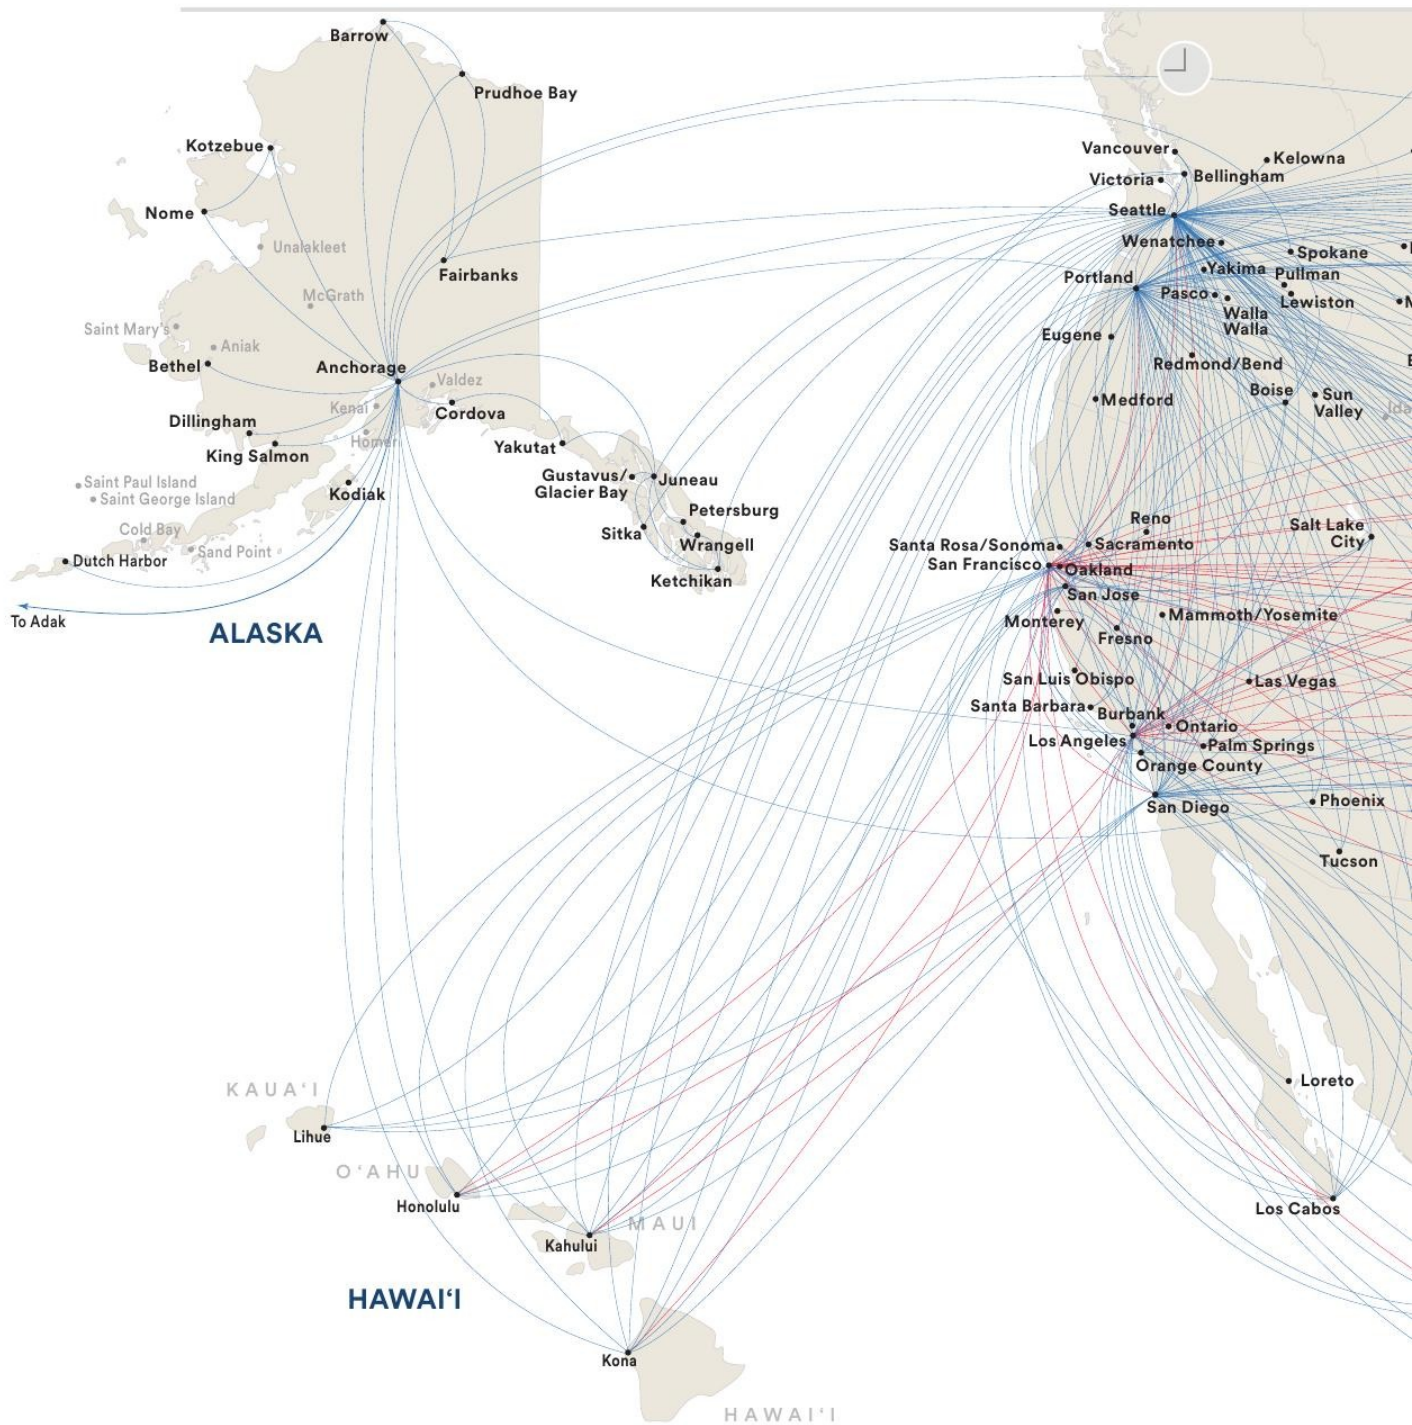 Barrow
Prudhoe Bay
Kotzebue
Nome
Unalakleet
Fairbanks
McGrath
Saint Mary's
Aniak
Bethel
Anchorage
Valdez
Kenai
Cordova
Dillingham
Homer
King Salmon
Yakutat
Saint Paul Island
Saint George Island
Kodiak
Gustavus/
Glacier Bay
Juneau
Petersburg
Sitka
Wrangell
Ketchikan
Cold Bay
Sand Point
Dutch Harbor
To Adak
ALASKA
Vancouver
Kelowna
Victoria
Bellingham
Seattle
Wenatchee
Spokane
Yakima
Pullman
Portland
Pasco
Lewiston
Walla
Walla
Eugene
Redmond/Bend
Boise
Sun
Valley
Medford
Reno
Salt Lake
City
Santa Rosa/Sonoma
Sacramento
San Francisco
Oakland
San Jose
Monterey
Mammoth/Yosemite
Fresno
San Luis Obispo
Las Vegas
Santa Barbara
Burbank
Ontario
Los Angeles
Palm Springs
Orange County
San Diego
Phoenix
Tucson
Loreto
Los Cabos
KAUAʻI
Lihue
OʻAHU
Honolulu
MAUI
Kahului
HAWAIʻI
Kona
HAWAIʻI